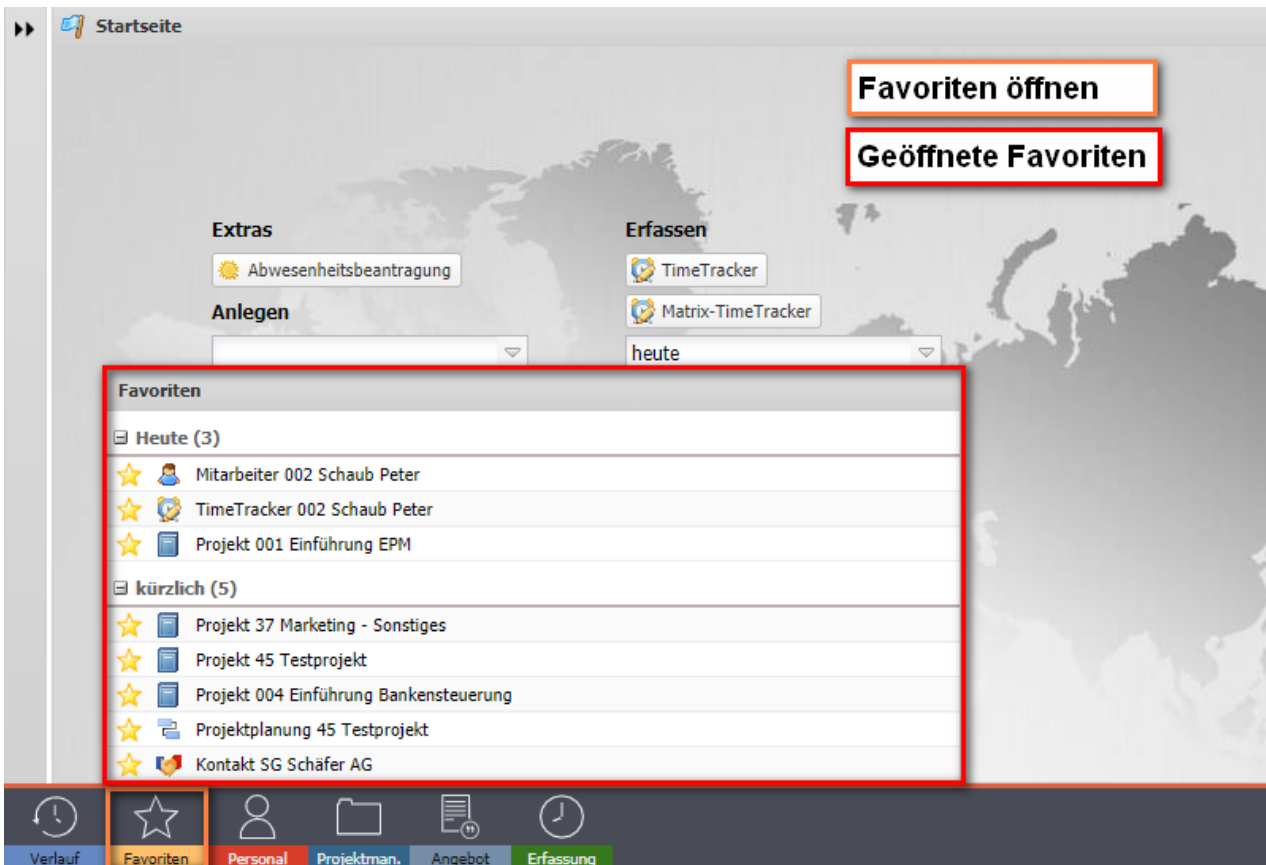 Startseite
Favoriten öffnen
Geöffnete Favoriten
Extras
Erfassen
Abwesenheitsbeantragung
TimeTracker
Anlegen
Matrix-TimeTracker
heute
Favoriten
Heute (3)
Mitarbeiter 002 Schaub Peter
TimeTracker 002 Schaub Peter
Projekt 001 Einführung EPM
kürzlich (5)
Projekt 37 Marketing - Sonstiges
Projekt 45 Testprojekt
Projekt 004 Einführung Bankensteuerung
Projektplanung 45 Testprojekt
Kontakt SG Schäfer AG
Verlauf
Favoriten
Personal
Projektman.
Angebot
Erfassung